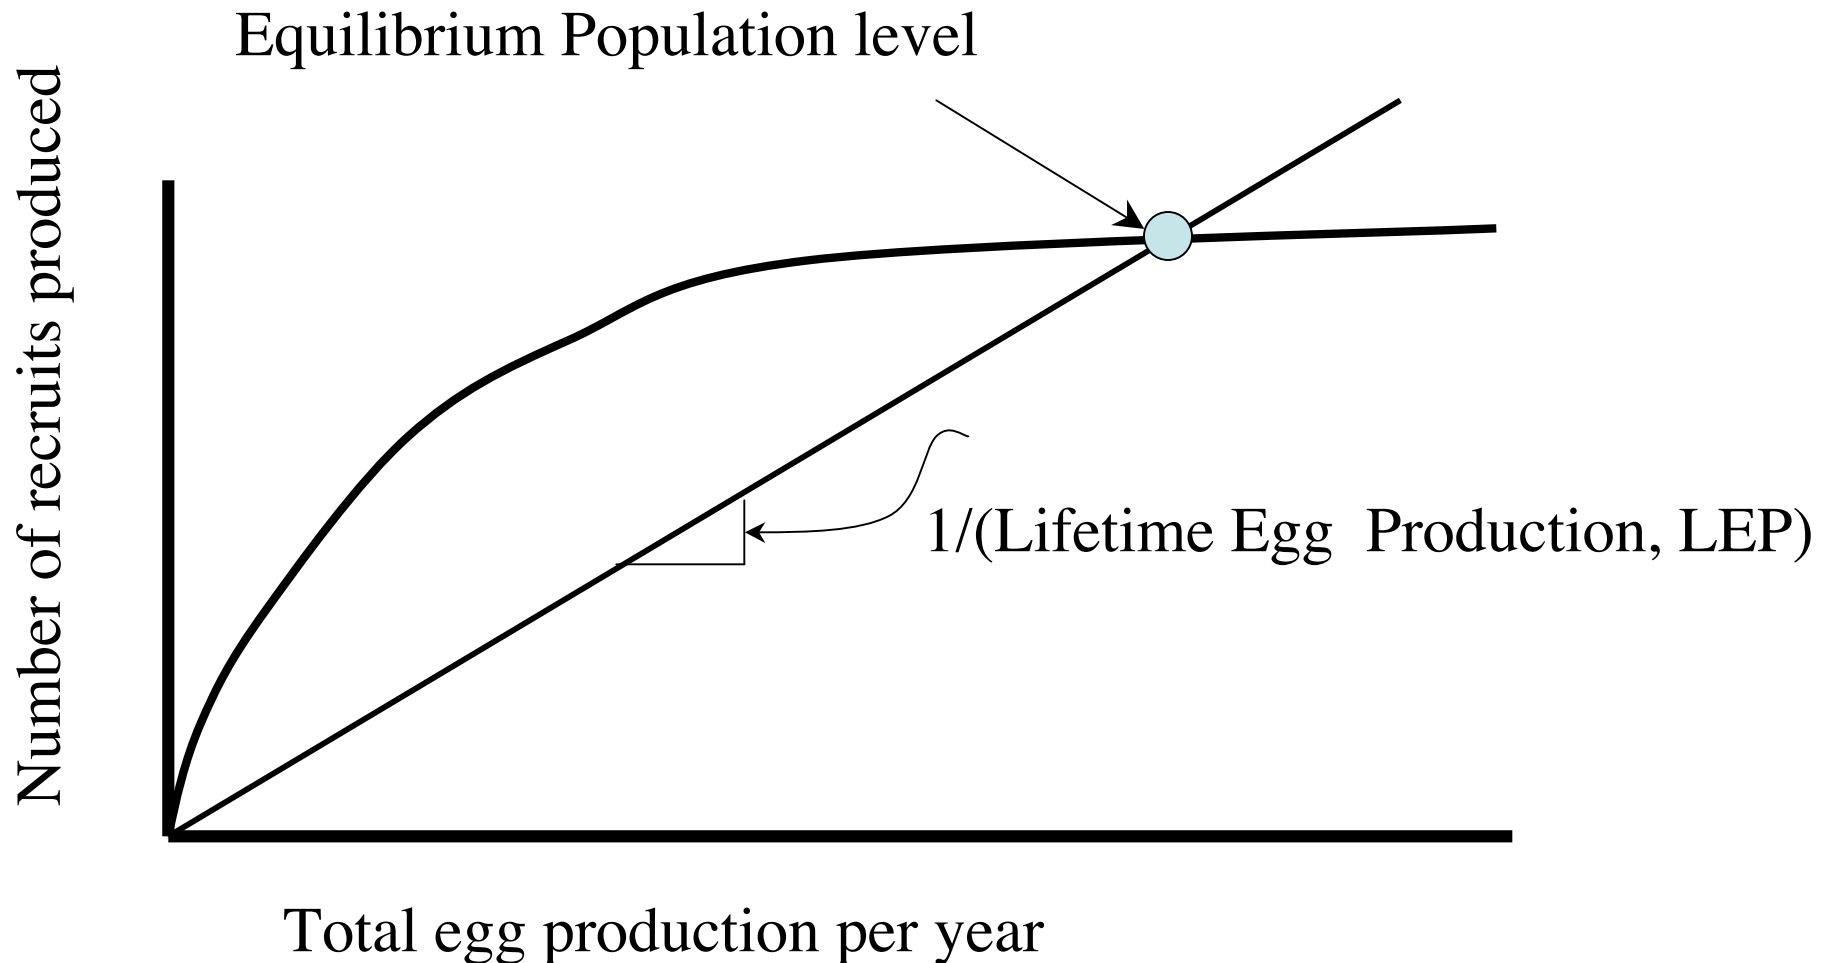 Equilibrium Population level
Number of recruits produced
1/(Lifetime Egg Production, LEP)
Total egg production per year